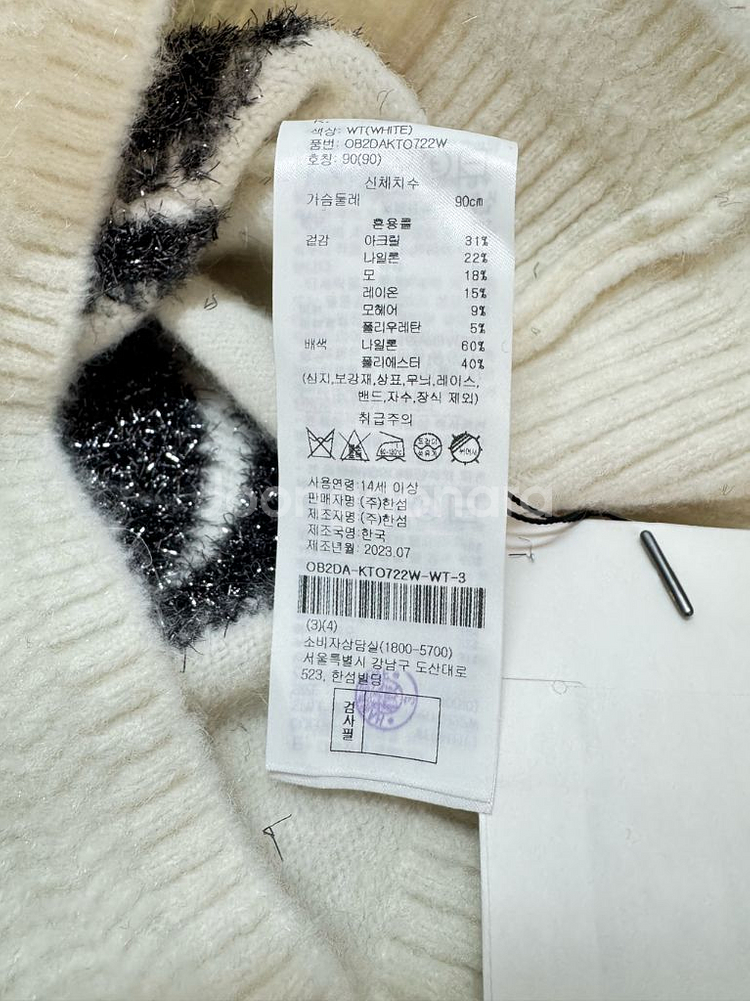 색상: WT(WHITE)
품번: OB2DAKTO722W
호칭: 90(90)
신체치수
가슴둘레 90cm
혼용률
겉감 아크릴 31%
나일론 22%
모 18%
레이온 15%
모헤어 9%
폴리우레탄 5%
배색 나일론 60%
폴리에스터 40%
(심지,보강재,상표,무늬,레이스,
밴드,자수,장식 제외)
취급주의
사용연령:14세 이상
판매자명:(주)한섬
제조자명:(주)한섬
제조국명:한국
제조년월: 2023.07
OB2DA-KTO722W-WT-3
(3)(4)
소비자상담실(1800-5700)
서울특별시 강남구 도산대로
523, 한섬빌딩
검사필